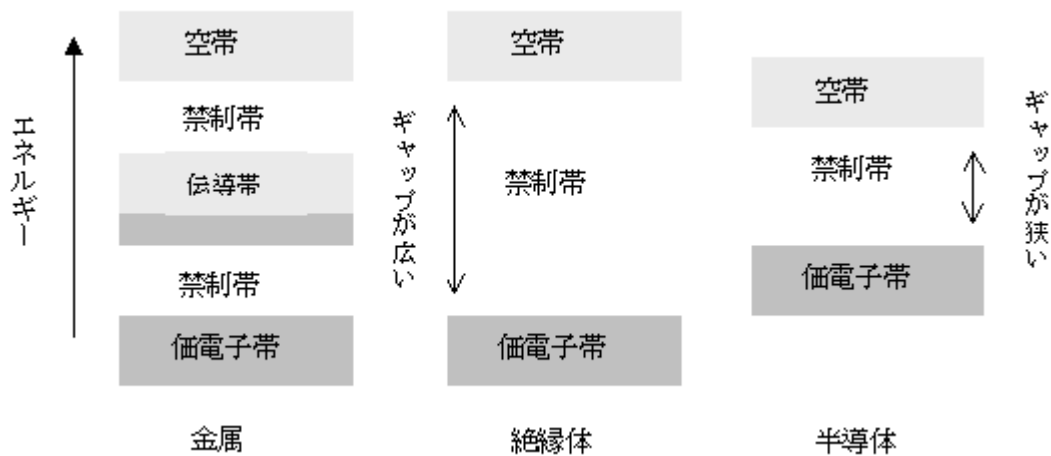 エネルギー
空帯
禁制帯
伝導帯
禁制帯
価電子帯
金属
ギャップが広い
空帯
禁制帯
価電子帯
絶縁体
空帯
禁制帯
価電子帯
半導体
ギャップが狭い